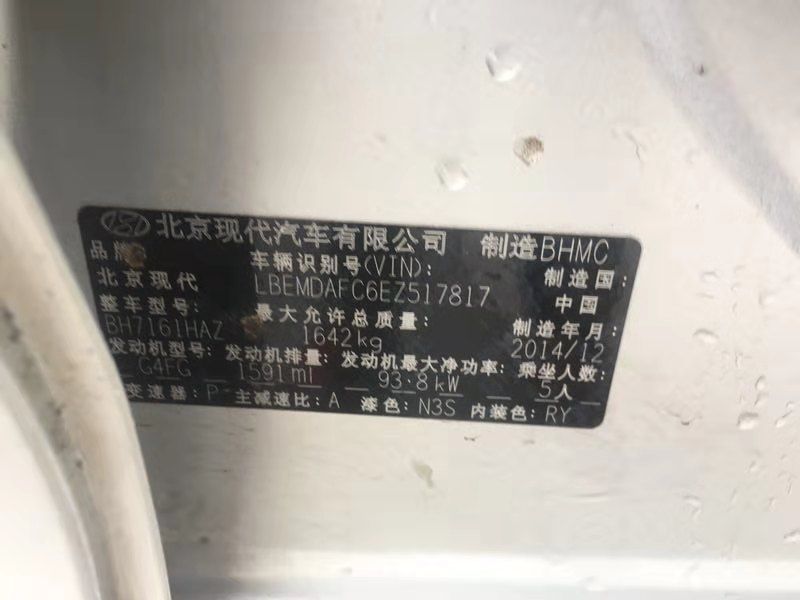 北京现代汽车有限公司 制造BHMC
品牌: 车辆识别号(VIN): 制造国:
北京现代 LBEMDAFC6EZ517817 中国
整车型号: 最大允许总质量: 制造年月:
BH7161HAZ 1642kg 2014/12
发动机型号: 发动机排量: 发动机最大净功率: 乘坐人数:
G4FG 1591ml 93.8kW 5人
变速器: P 主减速比: A 漆色: N3S 内装色: RY